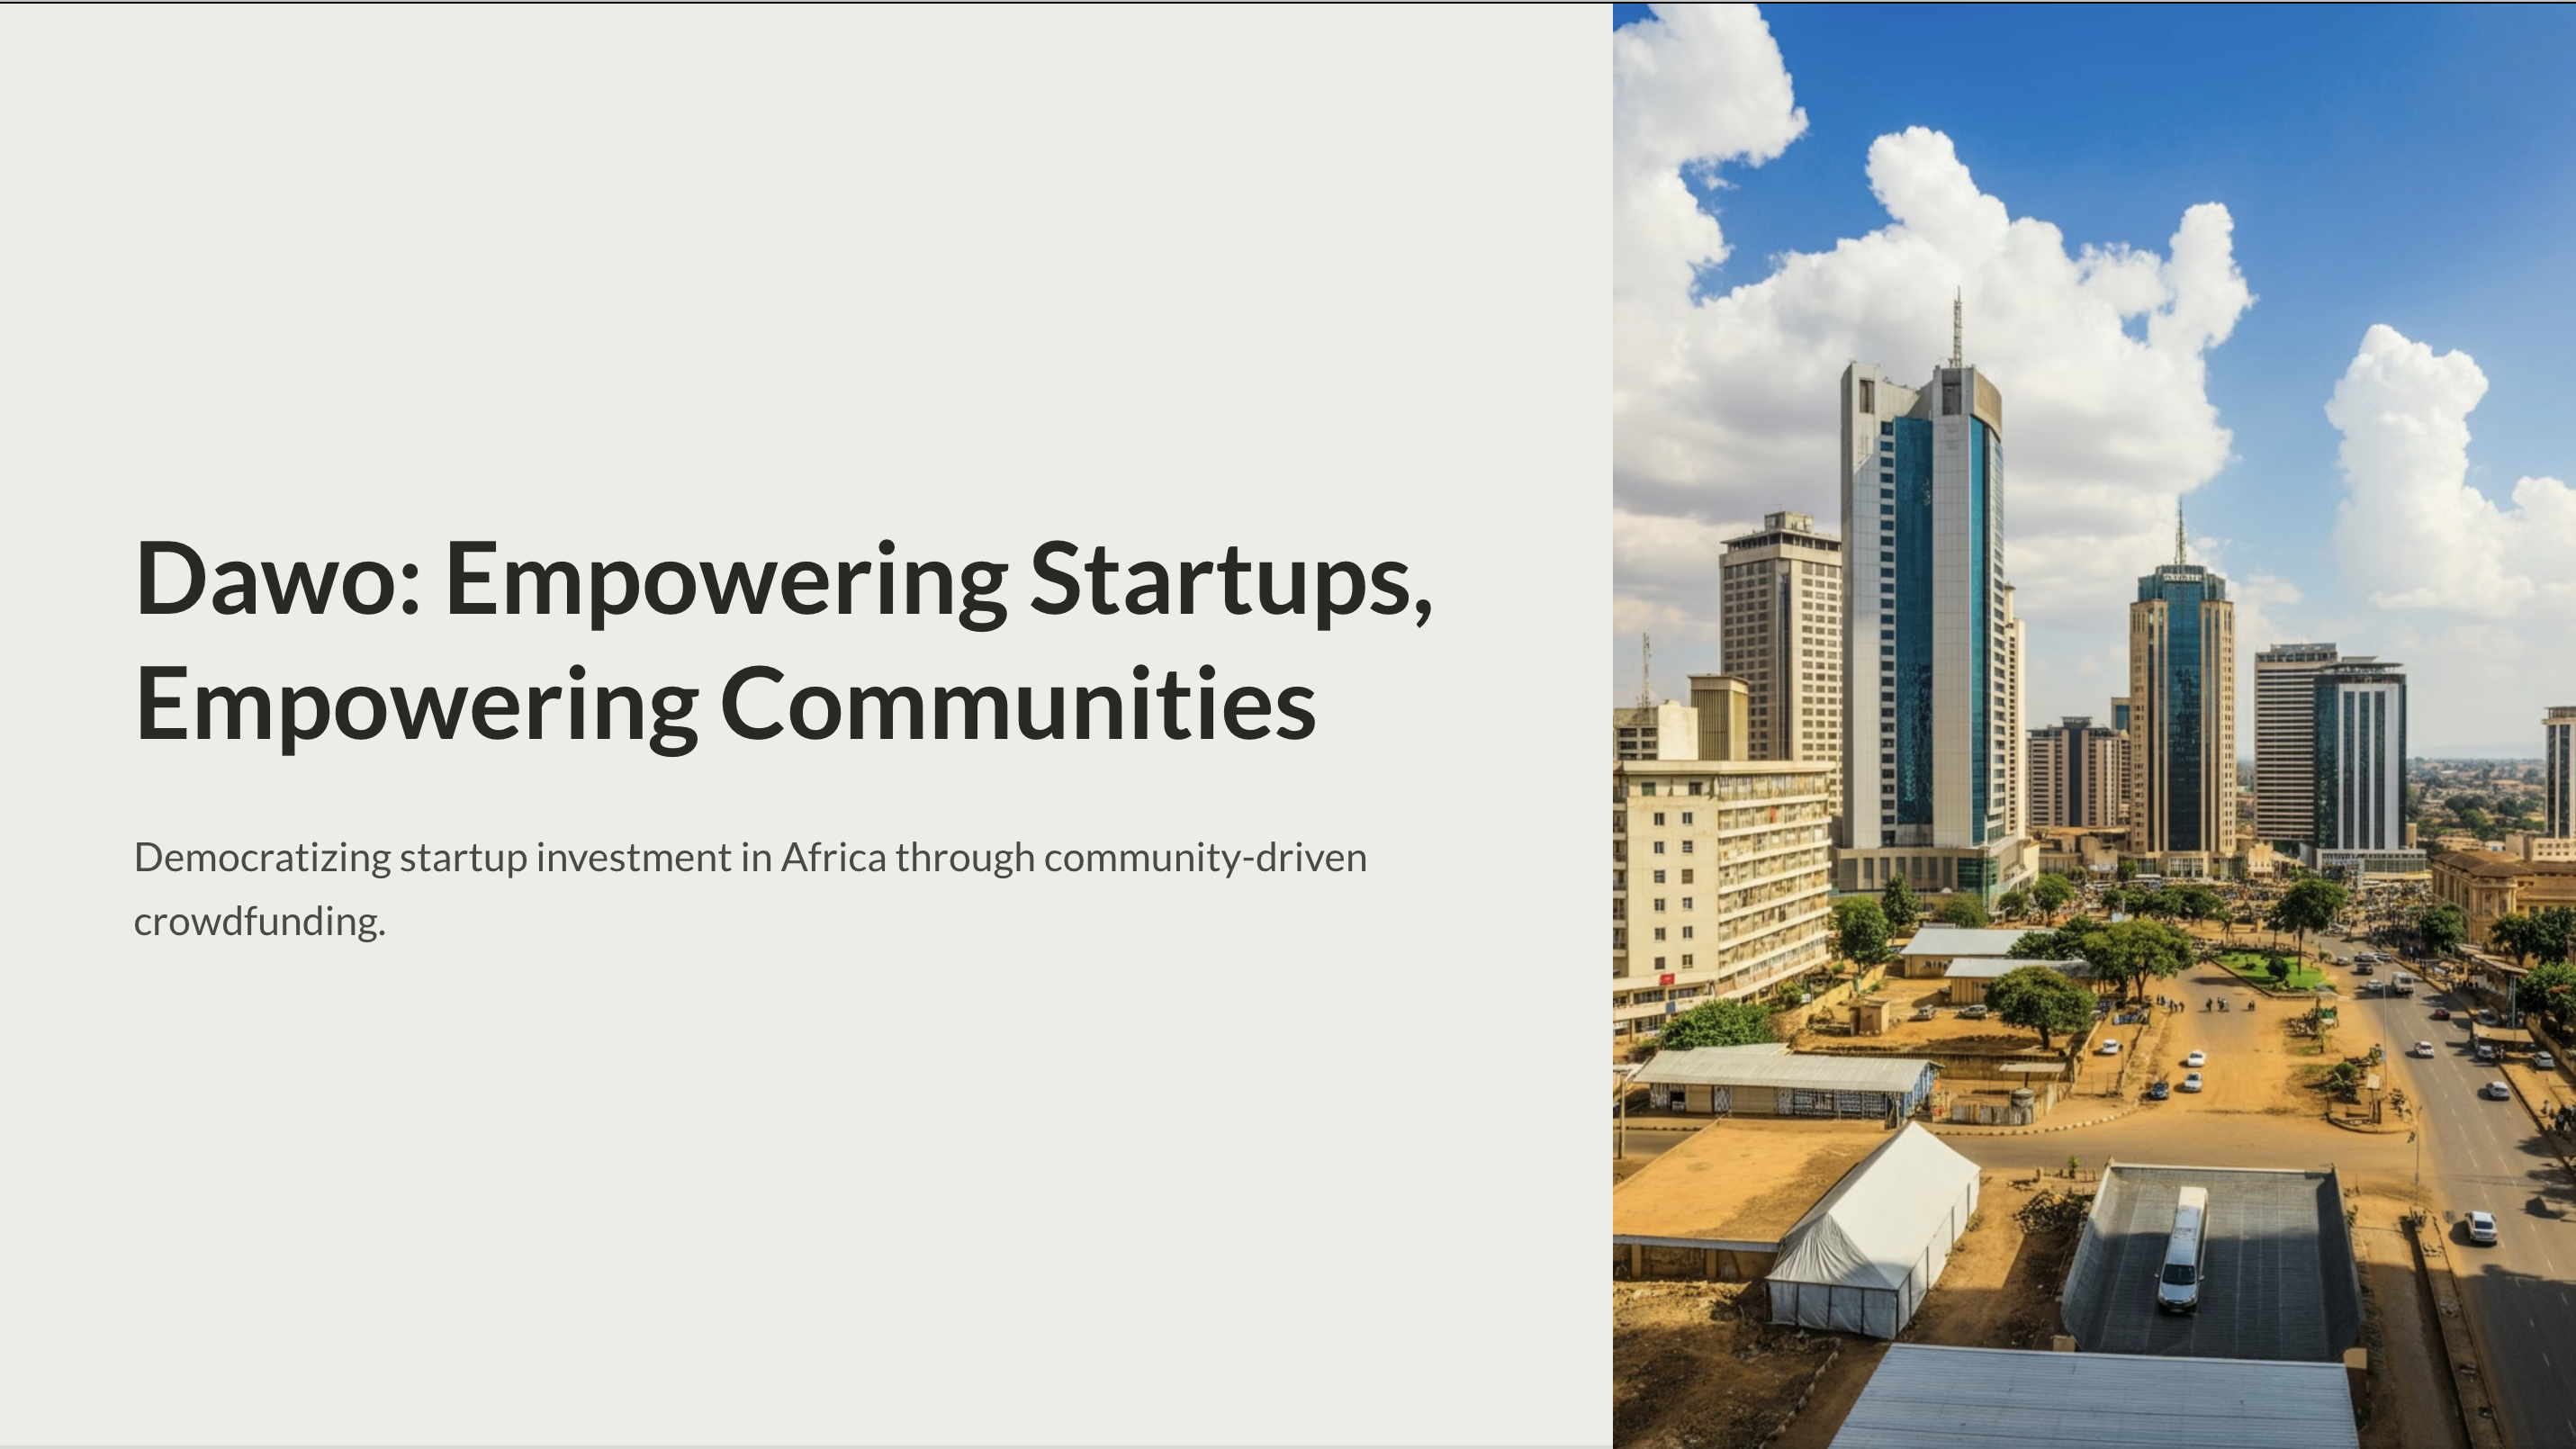 Dawo: Empowering Startups,
Empowering Communities
Democratizing startup investment in Africa through community-driven
crowdfunding.